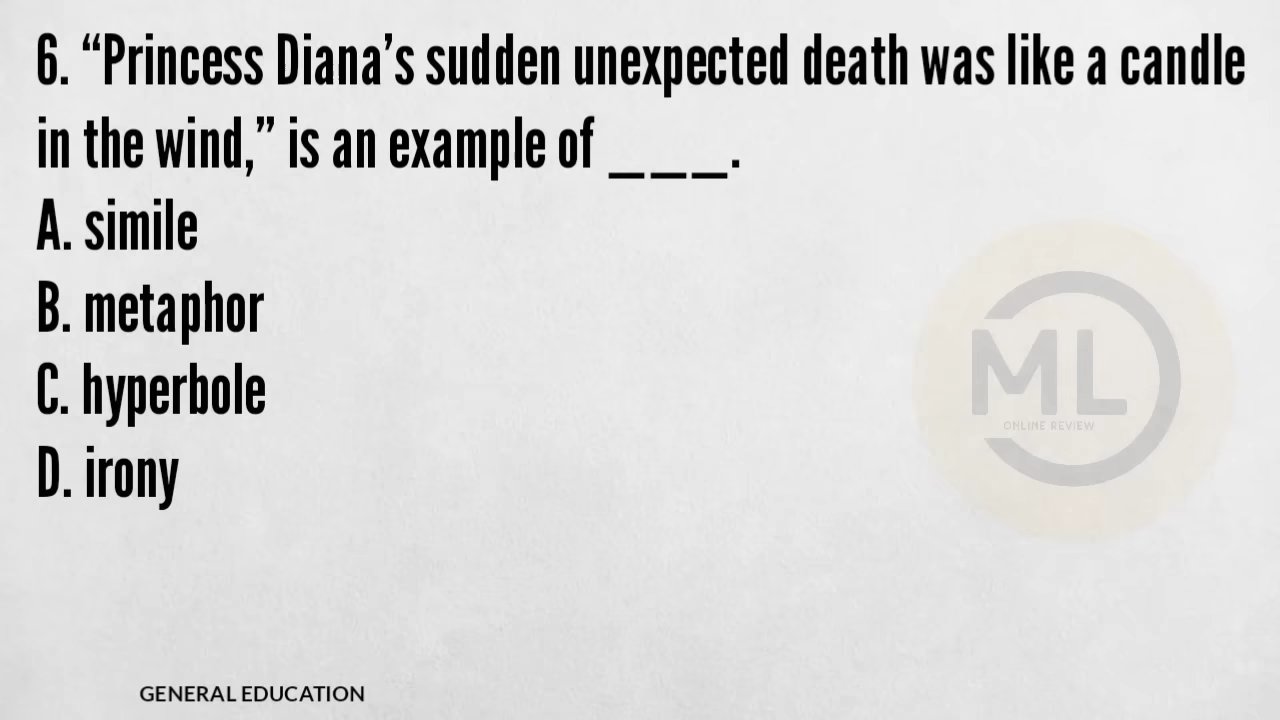 6. “Princess Diana’s sudden unexpected death was like a candle
in the wind,” is an example of ___.
A. simile
B. metaphor
C. hyperbole
D. irony
ML
ONLINE REVIEW
GENERAL EDUCATION